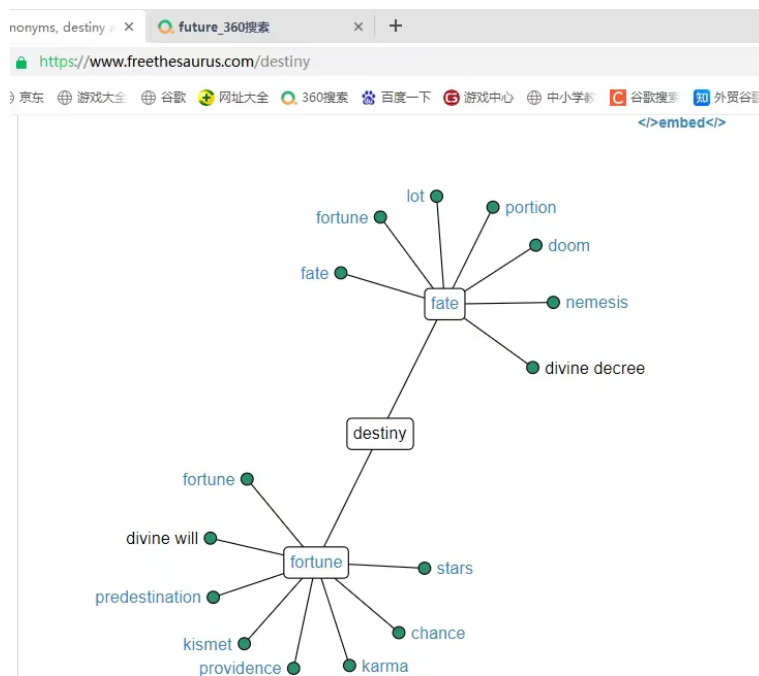 nonyms, destiny a
future_360搜索
https://www.freethesaurus.com/destiny
京东 游戏大全 谷歌 网址大全 360搜索 百度一下 游戏中心 中小学教 C 谷歌搜索 知 外贸谷歌
</>embed</>
lot
portion
fortune
doom
fate
fate
nemesis
divine decree
destiny
fortune
divine will
fortune
stars
predestination
chance
kismet
providence
karma